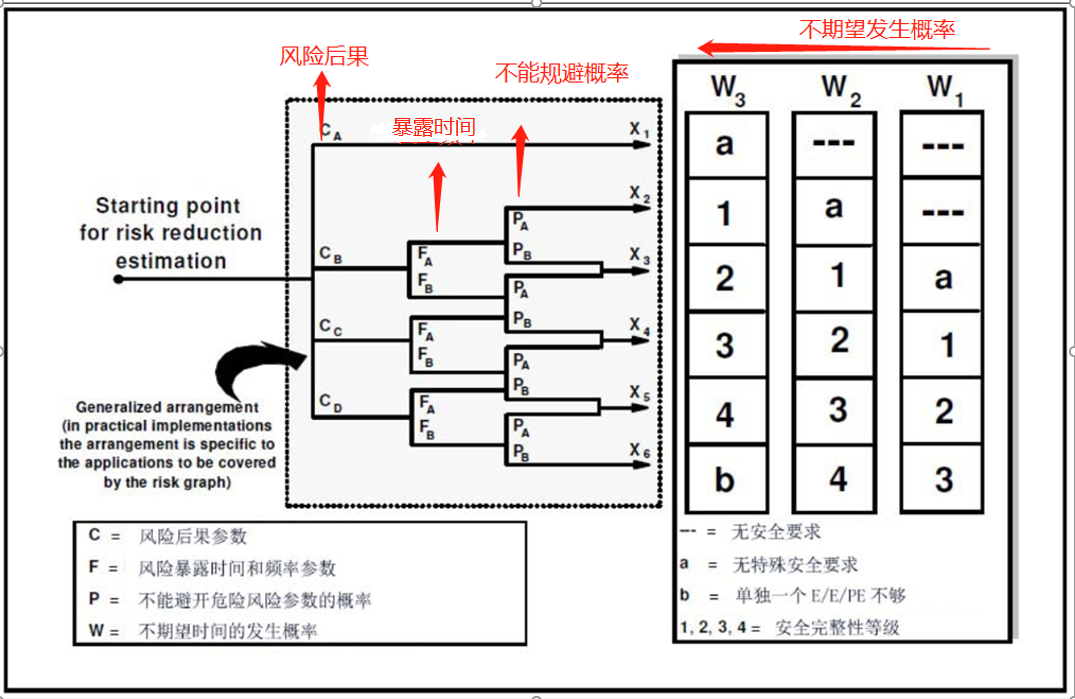 不期望发生概率
风险后果
不能规避概率
暴露时间
W3 W2 W1
CA
X1
a --- ---
X2
1 a ---
Starting point
for risk reduction
estimation
PA
PB
CB
FA
FB
X3
2 1 a
PA
PB
CC
FA
FB
X4
3 2 1
PA
PB
CD
FA
FB
X5
4 3 2
PA
PB
X6
b 4 3
Generalized arrangement
(in practical implementations
the arrangement is specific to
the applications to be covered
by the risk graph)
C = 风险后果参数
F = 风险暴露时间和频率参数
P = 不能避开危险风险参数的概率
W = 不期望时间的发生概率
--- = 无安全要求
a = 无特殊安全要求
b = 单独一个 E/E/PE 不够
1, 2, 3, 4 = 安全完整性等级